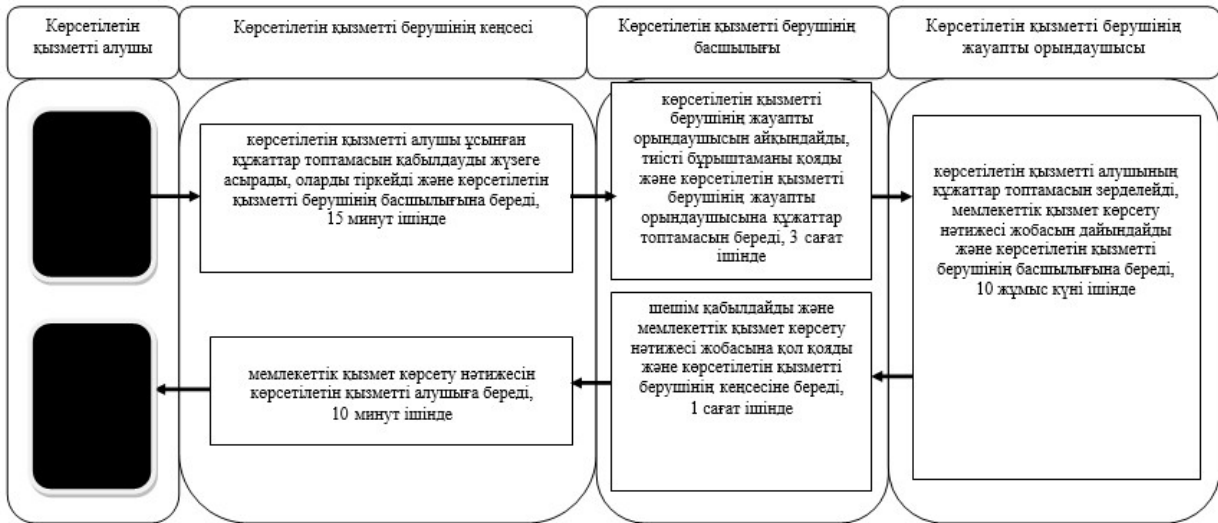 Көрсетілетін
қызметті алушы
Көрсетілетін қызметті берушінің кеңсесі
Көрсетілетін қызметті берушінің
басшылығы
Көрсетілетін қызметті берушінің
жауапты орындаушысы
көрсетілетін қызметті алушы ұсынған
құжаттар топтамасын қабылдауды жүзеге
асырады, оларды тіркейді және көрсетілетін
қызметті берушінің басшылығына береді,
15 минут ішінде
көрсетілетін қызметті
берушінің жауапты
орындаушысын айқындайды,
тиісті бұрыштаманы қояды
және көрсетілетін қызметті
берушінің жауапты
орындаушысына құжаттар
топтамасын береді, 3 сағат
ішінде
көрсетілетін қызметті алушының
құжаттар топтамасын зерделейді,
мемлекеттік қызмет көрсету
нәтижесі жобасын дайындайды
және көрсетілетін қызметті
берушінің басшылығына береді,
10 жұмыс күні ішінде
шешім қабылдайды және
мемлекеттік қызмет көрсету
нәтижесі жобасына қол қояды
және көрсетілетін қызметті
берушінің кеңсесіне береді,
1 сағат ішінде
мемлекеттік қызмет көрсету нәтижесін
көрсетілетін қызметті алушыға береді,
10 минут ішінде